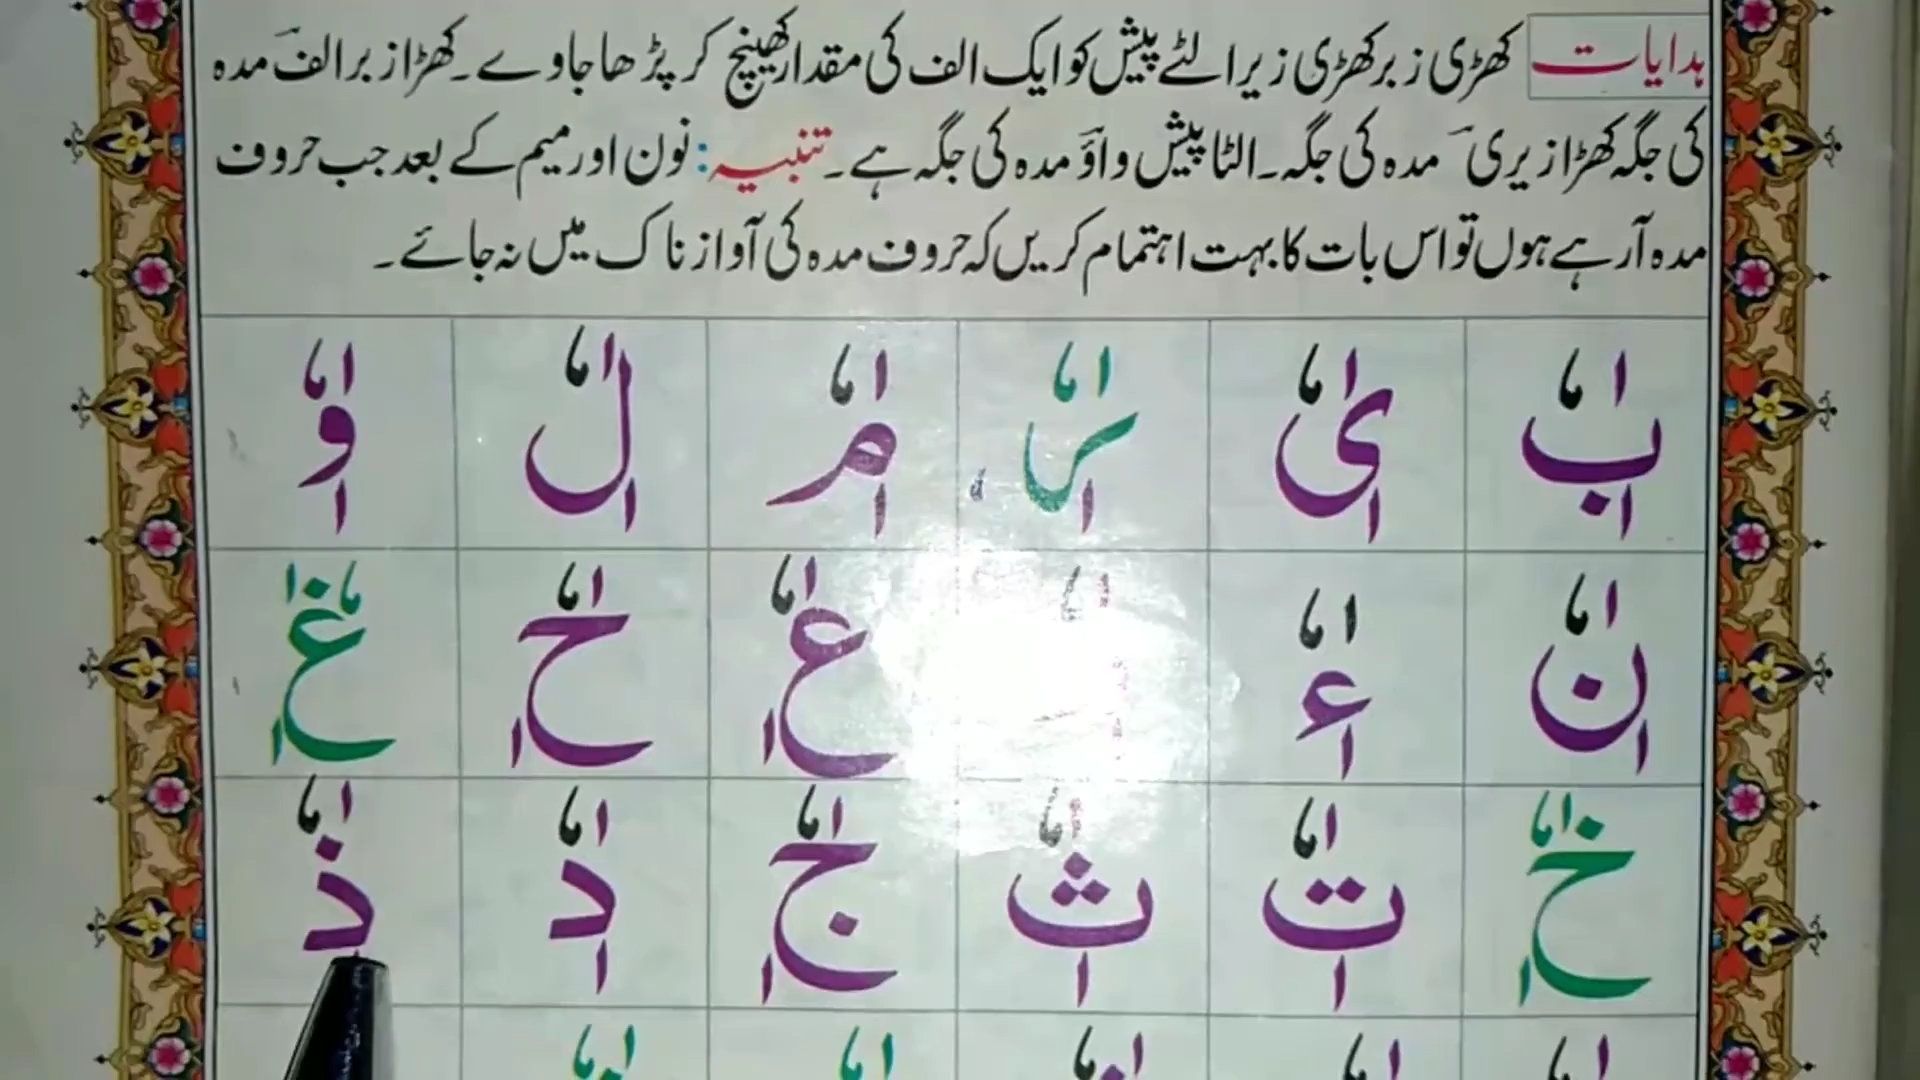 ہدایات کھڑی زبر کھڑی زیر الٹے پیش کو ایک الف کی مقدار کھینچ کر پڑھا جاوے۔ کھڑا زبر الف مدہ
کی جگہ کھڑا زیر ی مدہ کی جگہ۔ الٹا پیش واؤ مدہ کی جگہ ہے۔ تنبیہ: نون اور میم کے بعد جب حروف
مدہ آرہے ہوں تو اس بات کا بہت اہتمام کریں کہ حروف مدہ کی آواز ناک میں نہ جائے۔
بٰٖٗ یٰٖٗ رٰٖٗ مٰٖٗ لٰٖٗ وٰٖٗ
نٰٖٗ ءٰٖٗ عٰٖٗ حٰٖٗ غٰٖٗ
خٰٖٗ تٰٖٗ ثٰٖٗ جٰٖٗ دٰٖٗ ذٰٗ